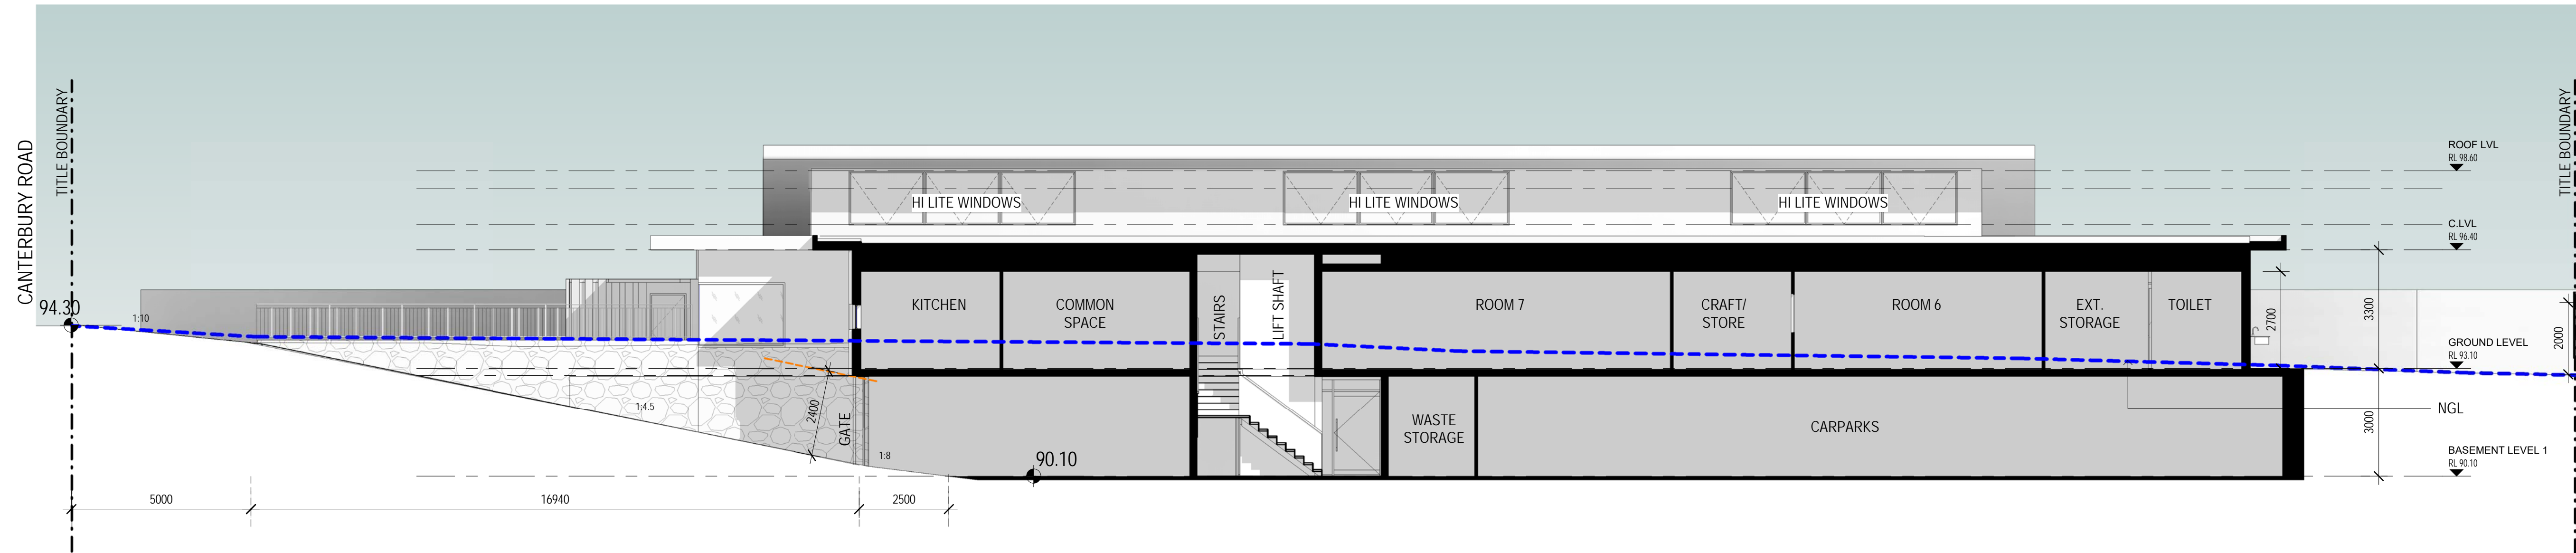 CANTERBURY ROAD
TITLE BOUNDARY
94.30
1:10
HI LITE WINDOWS
HI LITE WINDOWS
HI LITE WINDOWS
ROOF LVL
RL 98.60
C.LVL
RL 96.40
TITLE BOUNDARY
KITCHEN
COMMON
SPACE
STAIRS
LIFT SHAFT
ROOM 7
CRAFT/
STORE
ROOM 6
EXT.
STORAGE
TOILET
2700
3300
2000
GROUND LEVEL
RL 93.10
1:4.5
2400
GATE
1:8
90.10
WASTE
STORAGE
CARPARKS
NGL
3000
BASEMENT LEVEL 1
RL 90.10
5000
16940
2500